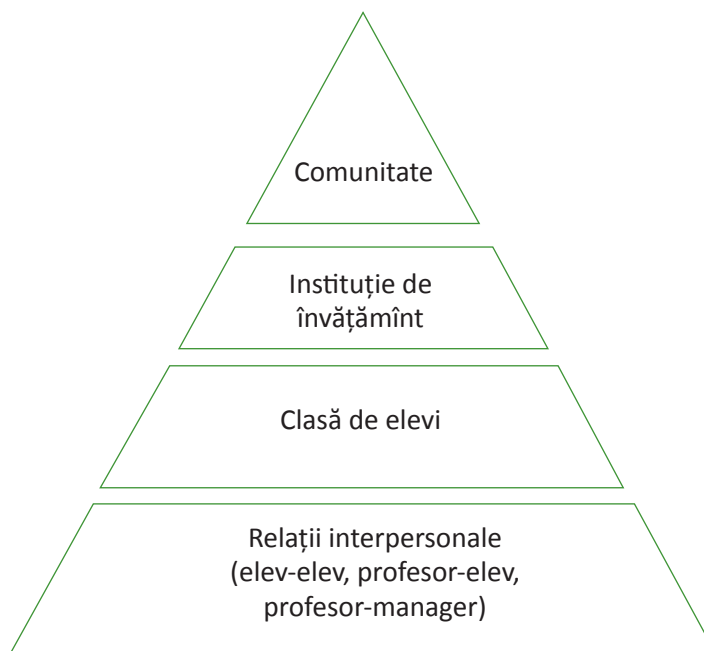 Comunitate
Instituție de
învățămînt
Clasă de elevi
Relații interpersonale
(elev-elev, profesor-elev,
profesor-manager)